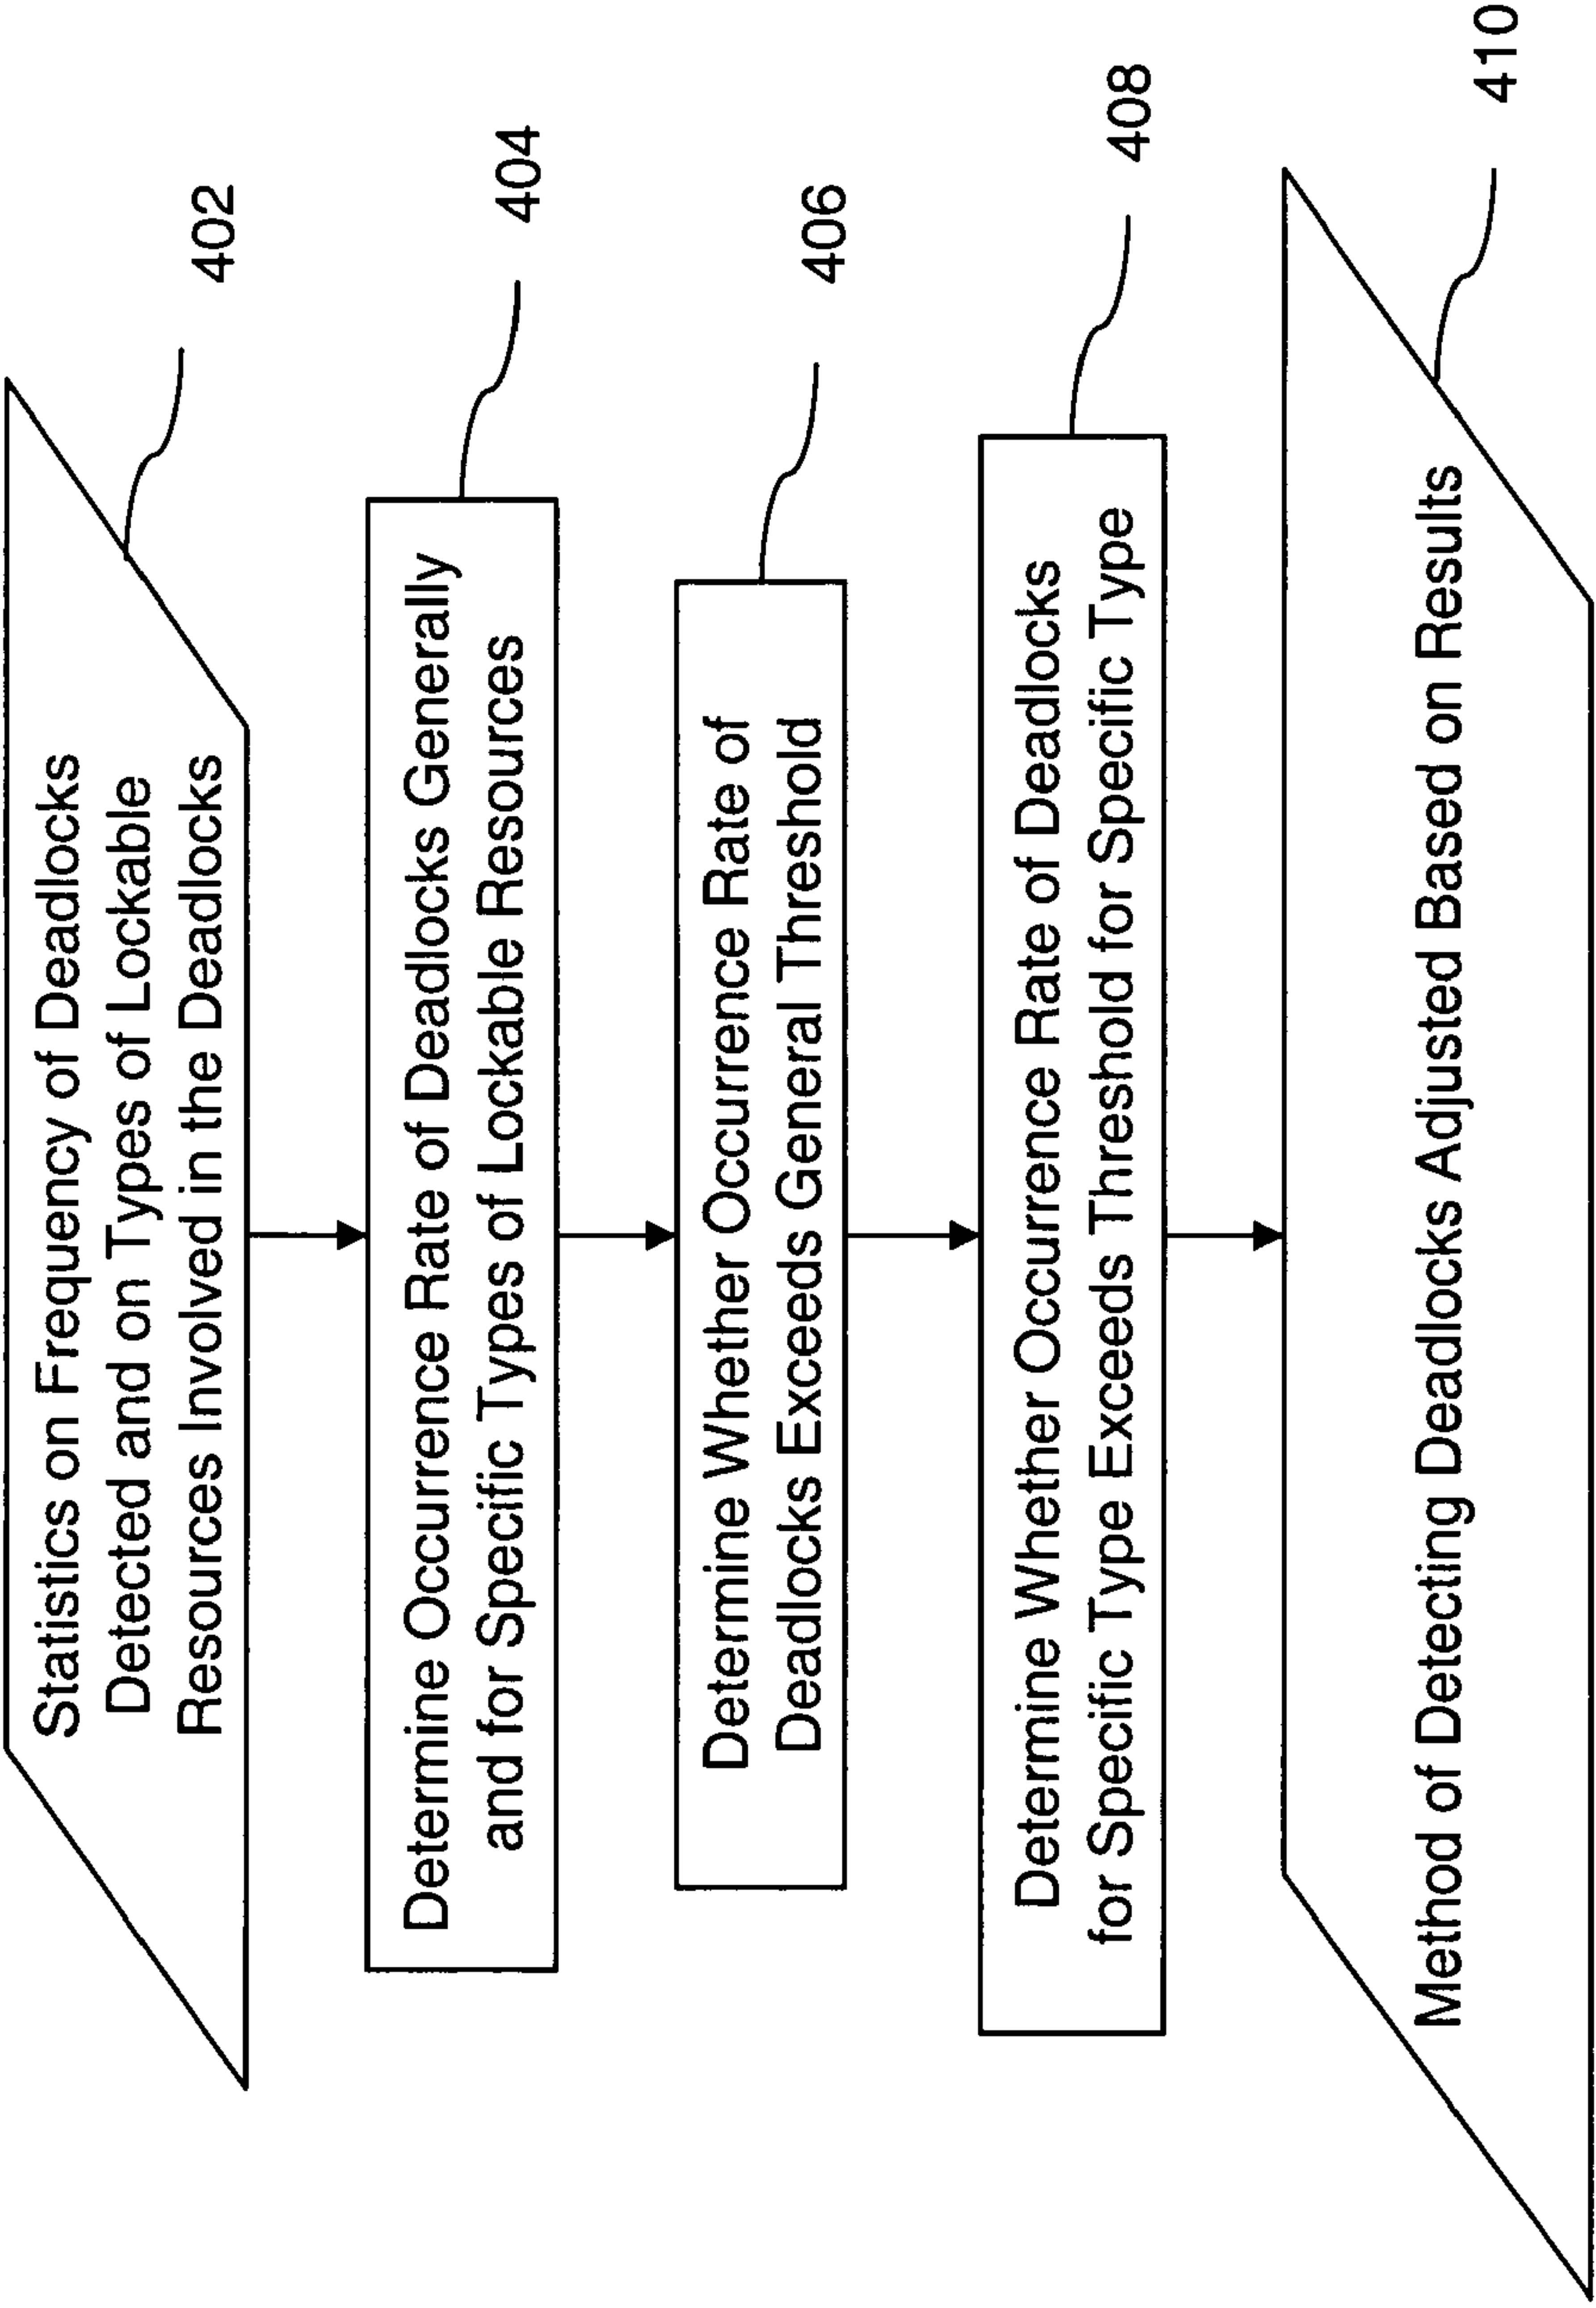 Statistics on Frequency of Deadlocks
Detected and on Types of Lockable
Resources Involved in the Deadlocks
402
Determine Occurrence Rate of Deadlocks Generally
and for Specific Types of Lockable Resources
404
Determine Whether Occurrence Rate of
Deadlocks Exceeds General Threshold
406
Determine Whether Occurrence Rate of Deadlocks
for Specific Type Exceeds Threshold for Specific Type
408
Method of Detecting Deadlocks Adjusted Based on Results
410